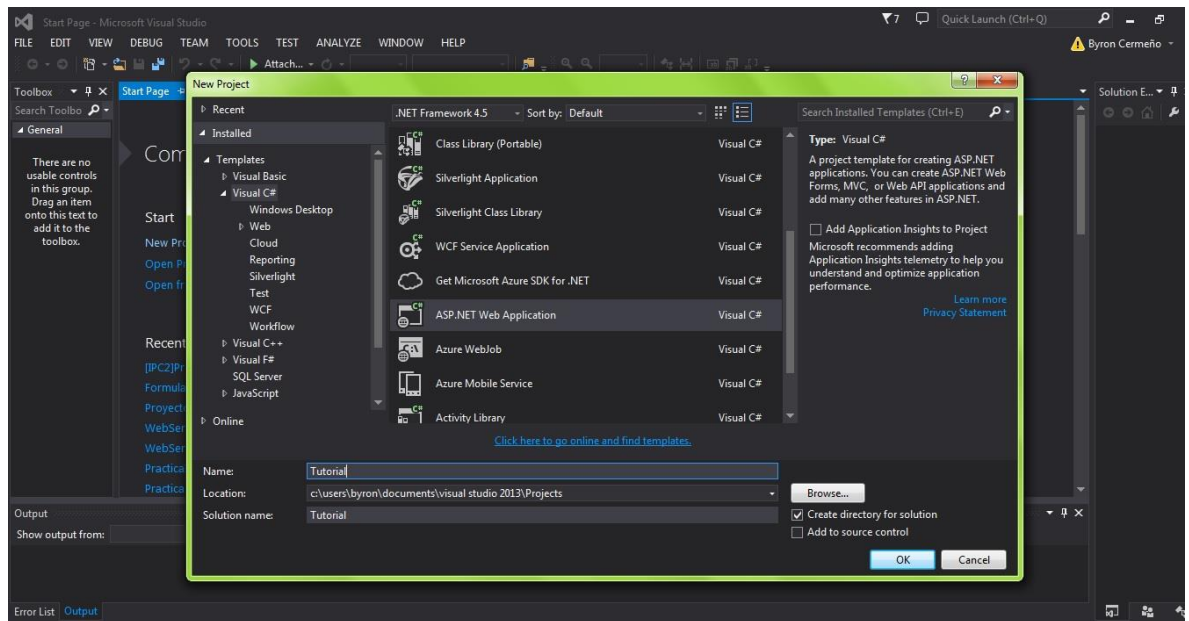 Start Page - Microsoft Visual Studio
7
Quick Launch (Ctrl+Q)
FILE EDIT VIEW DEBUG TEAM TOOLS TEST ANALYZE WINDOW HELP
Byron Cermeño
Attach...
Toolbox
Start Page
Solution E...
Search Toolbo
General
There are no
usable controls
in this group.
Drag an item
onto this text to
add it to the
toolbox.
Com
Start
New Pro
Open P
Open fr
Recent
[IPC2]Pr
Formula
Proyect
WebSer
WebSer
Practica
Practica
New Project
Recent
Installed
Templates
Visual Basic
Visual C#
Windows Desktop
Web
Cloud
Reporting
Silverlight
Test
WCF
Workflow
Visual C++
Visual F#
SQL Server
JavaScript
Online
.NET Framework 4.5
Sort by: Default
Search Installed Templates (Ctrl+E)
Class Library (Portable) Visual C#
Silverlight Application Visual C#
Silverlight Class Library Visual C#
WCF Service Application Visual C#
Get Microsoft Azure SDK for .NET Visual C#
ASP.NET Web Application Visual C#
Azure WebJob Visual C#
Azure Mobile Service Visual C#
Activity Library Visual C#
Click here to go online and find templates.
Type: Visual C#
A project template for creating ASP.NET
applications. You can create ASP.NET Web
Forms, MVC, or Web API applications and
add many other features in ASP.NET.
Add Application Insights to Project
Microsoft recommends adding
Application Insights telemetry to help you
understand and optimize application
performance.
Learn more
Privacy Statement
Name: Tutorial
Location: c:\users\byron\documents\visual studio 2013\Projects
Browse...
Solution name: Tutorial
Create directory for solution
Add to source control
OK Cancel
Output
Show output from:
Error List Output